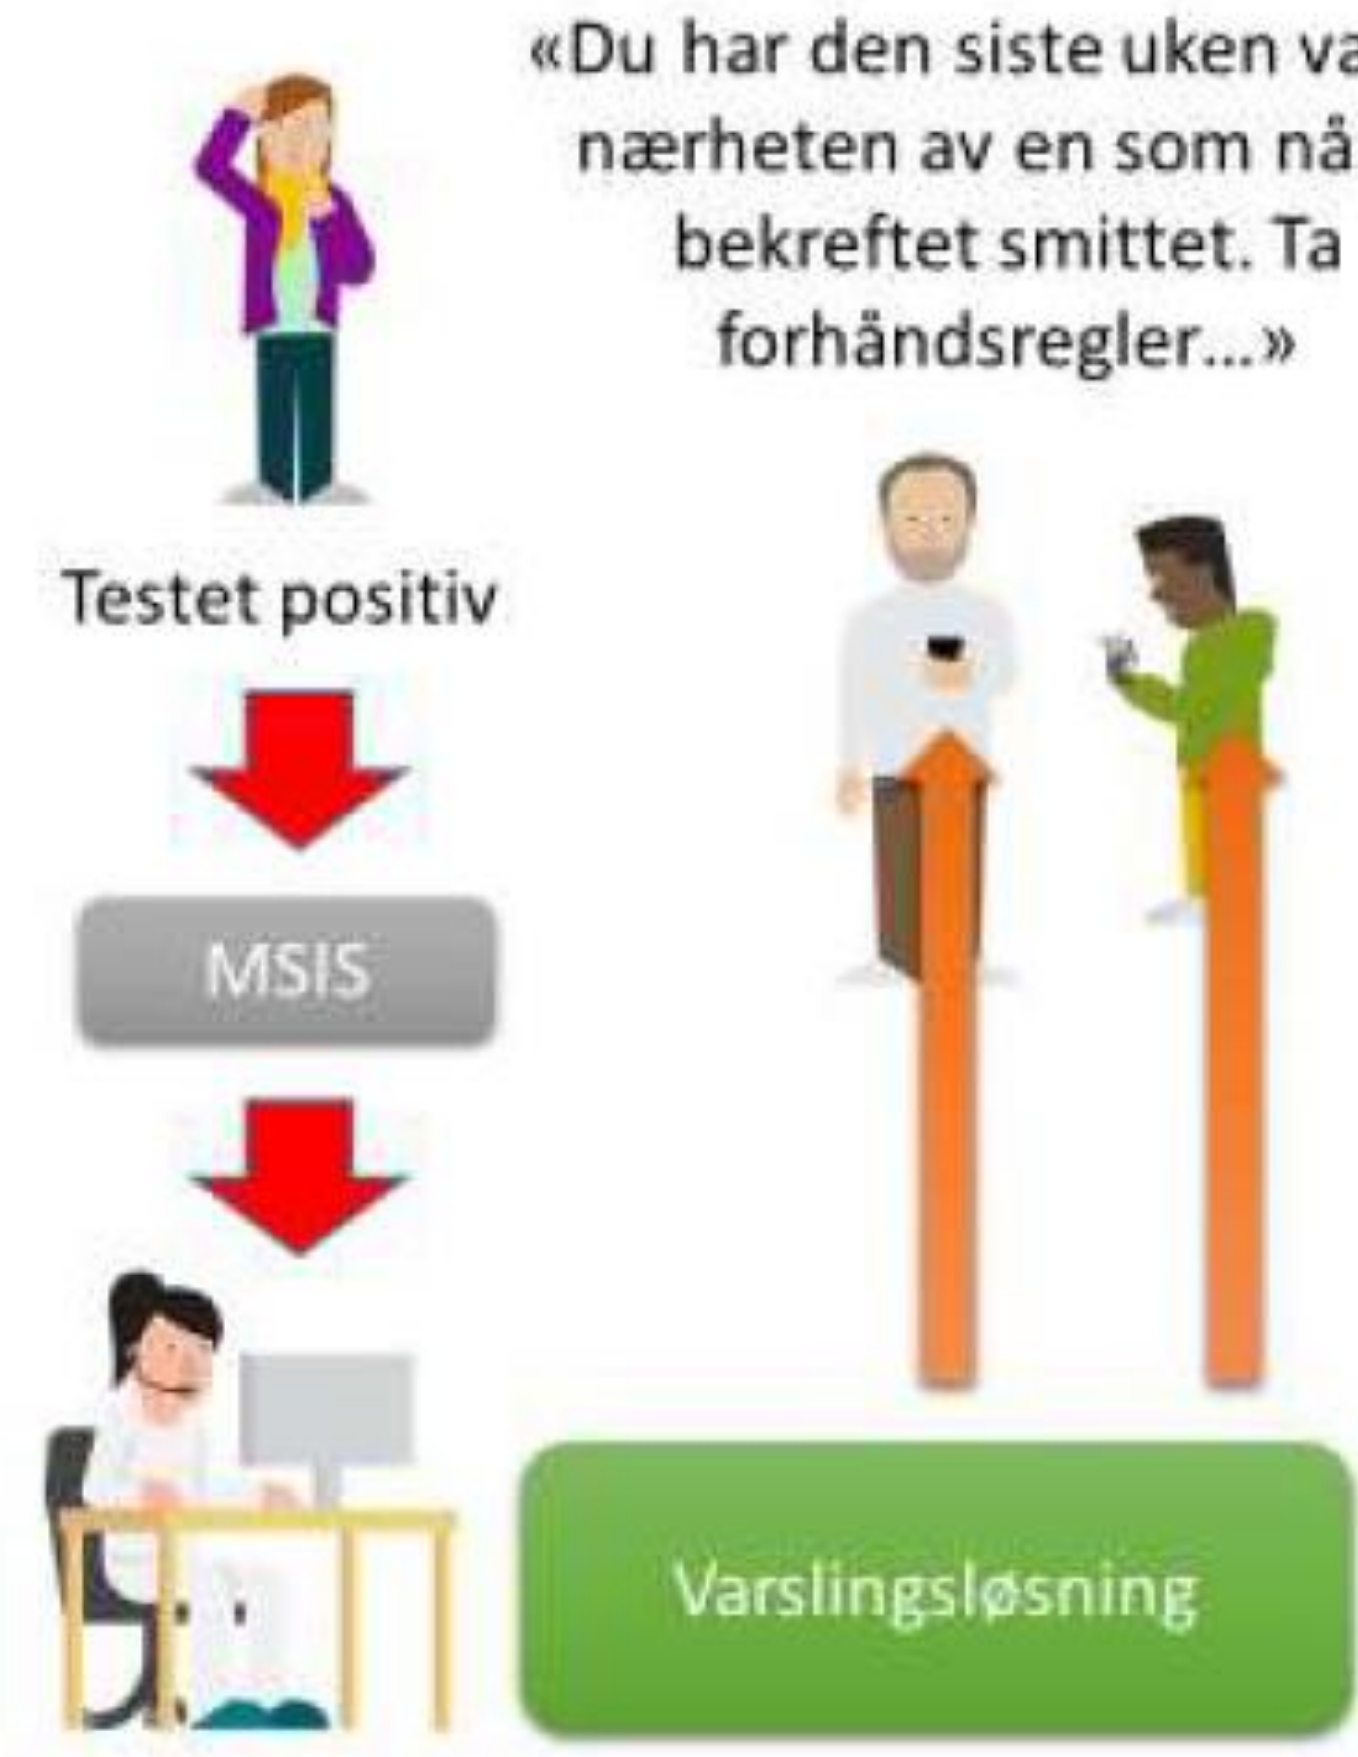 «Du har den siste uken va
nærheten av en som nå
bekreftet smittet. Ta
forhåndsregler...»
Testet positiv
MSIS
Varslingsløsning